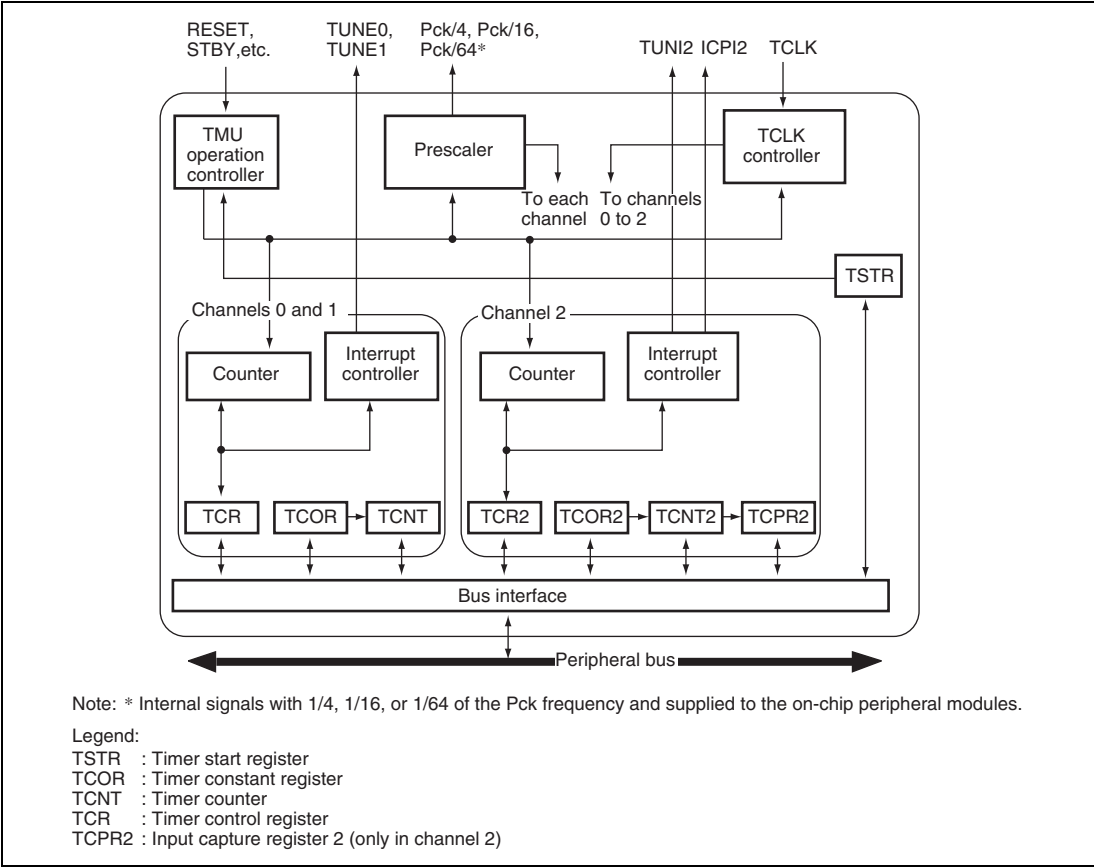 RESET,
STBY,etc.
TUNE0,
TUNE1
Pck/4, Pck/16,
Pck/64*
TUNI2 ICPI2
TCLK
TMU
operation
controller
Prescaler
TCLK
controller
To each
channel
To channels
0 to 2
TSTR
Channels 0 and 1
Channel 2
Counter
Interrupt
controller
Counter
Interrupt
controller
TCR
TCOR
TCNT
TCR2
TCOR2
TCNT2
TCPR2
Bus interface
Peripheral bus
Note: * Internal signals with 1/4, 1/16, or 1/64 of the Pck frequency and supplied to the on-chip peripheral modules.
Legend:
TSTR : Timer start register
TCOR : Timer constant register
TCNT : Timer counter
TCR : Timer control register
TCPR2 : Input capture register 2 (only in channel 2)